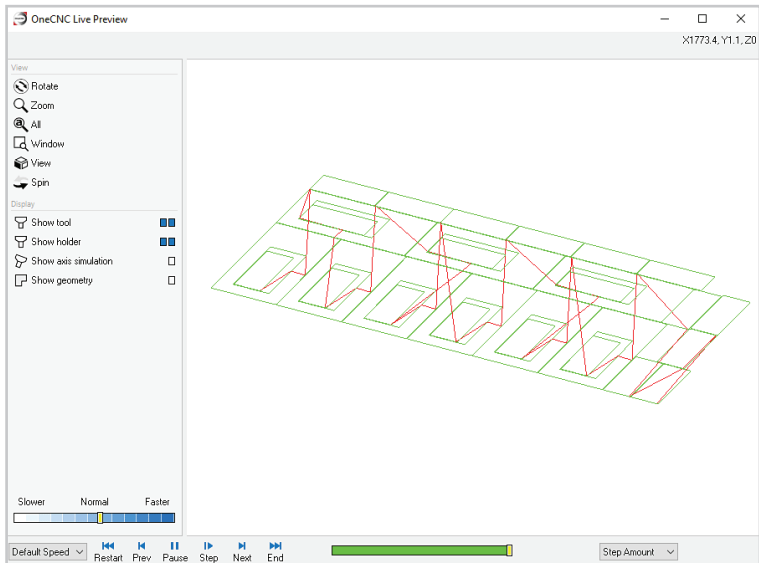 OneCNC Live Preview
X1773.4, Y1.1, Z0
View
Rotate
Zoom
All
Window
View
Spin
Display
Show tool
Show holder
Show axis simulation
Show geometry
Slower Normal Faster
Default Speed Restart Prev Pause Step Next End Step Amount